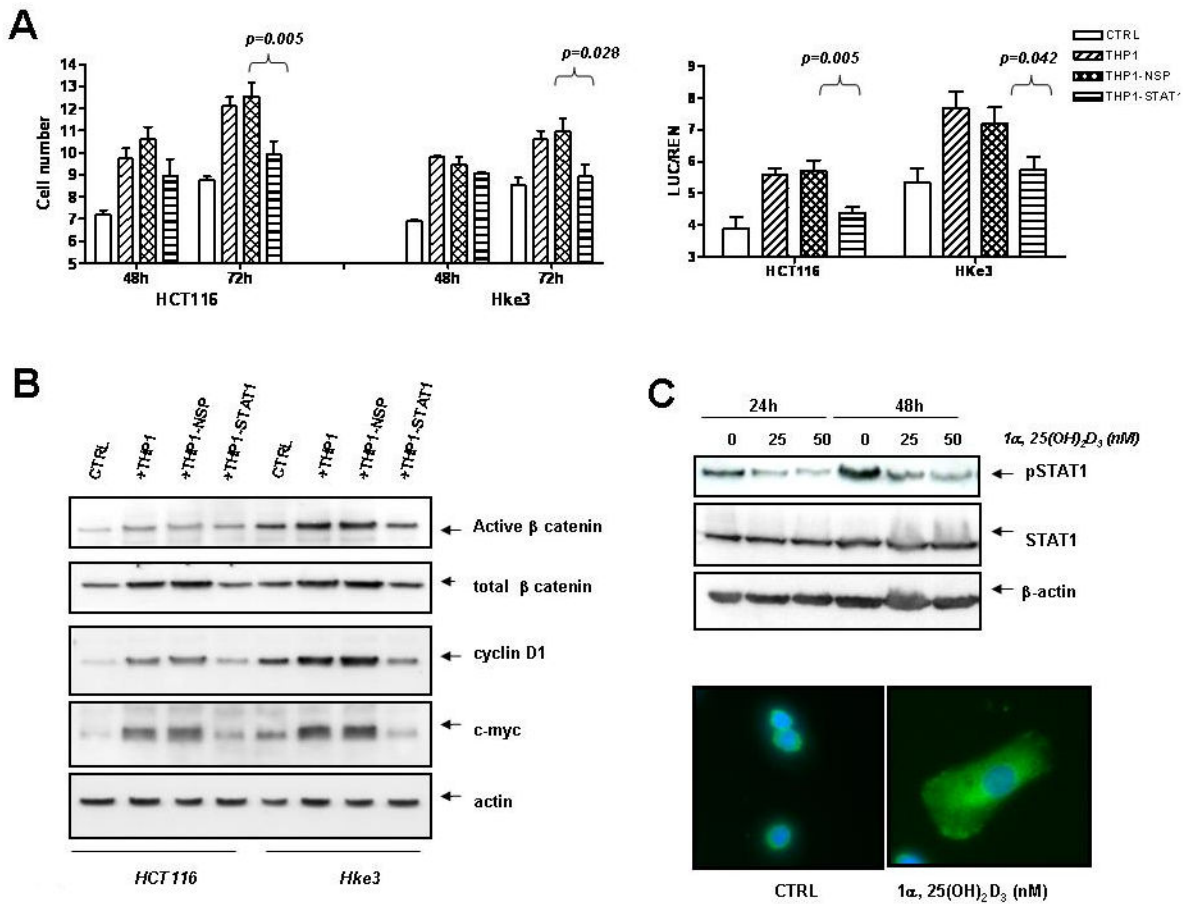 A
p=0.005
p=0.028
14
13
12
11
10
9
8
7
6
5
Cell number
48h 72h 48h 72h
HCT116 Hke3
p=0.005
p=0.042
9
8
7
6
5
4
3
LUC/REN
HCT116 HKe3
CTRL
THP1
THP1-NSP
THP1-STAT1
B
CTRL +THP1 +THP1-NSP +THP1-STAT1 CTRL +THP1 +THP1-NSP +THP1-STAT1
Active β catenin
total β catenin
cyclin D1
c-myc
actin
HCT116 Hke3
C
24h 48h
0 25 50 0 25 50 1α, 25(OH)₂D₃ (nM)
pSTAT1
STAT1
β-actin
CTRL 1α, 25(OH)₂D₃ (nM)